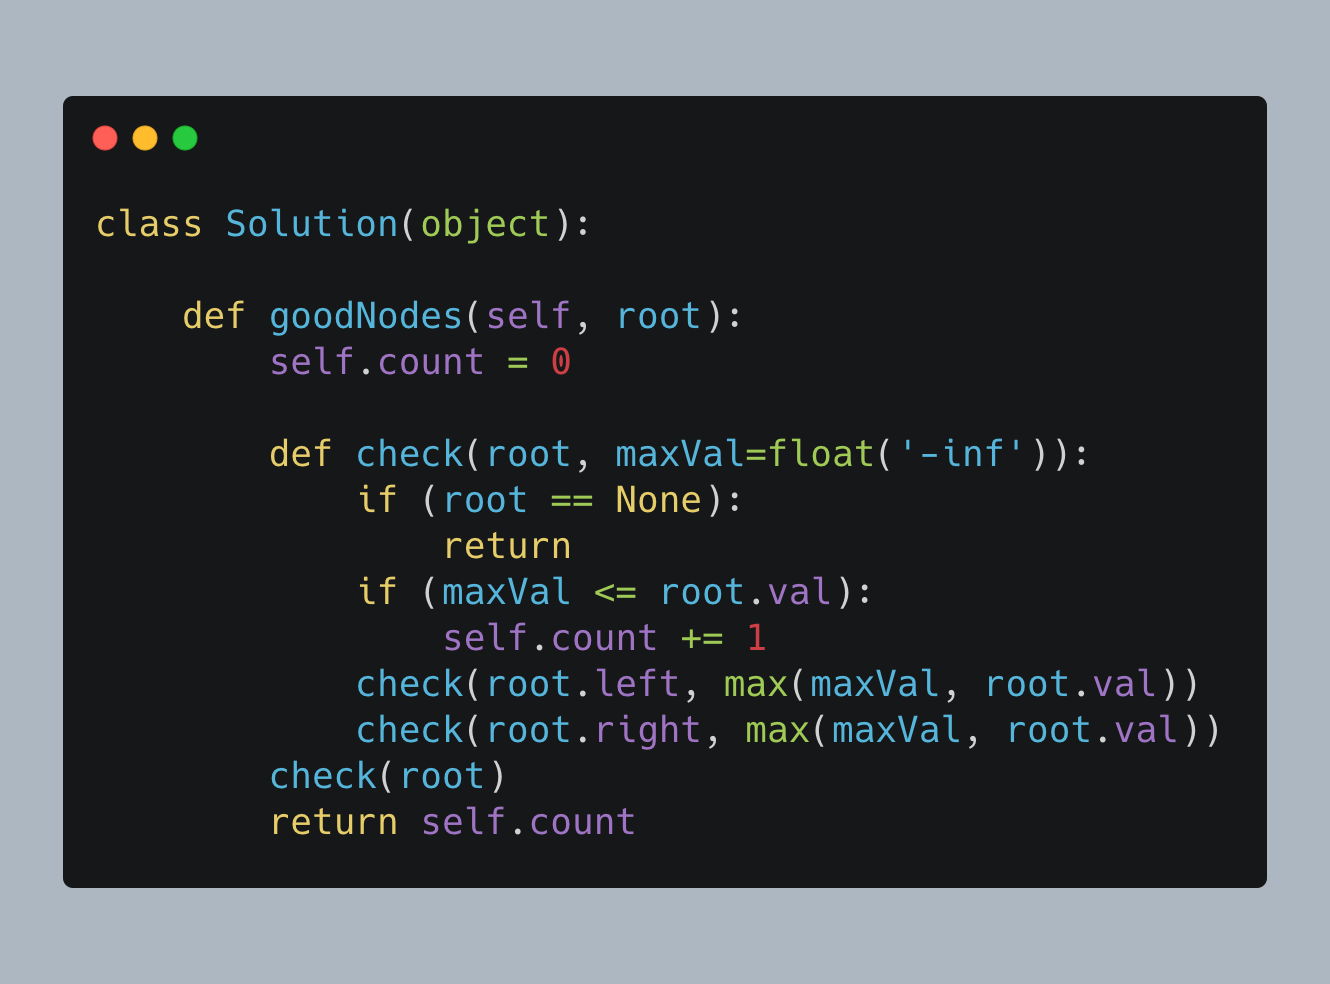 class Solution(object):

    def goodNodes(self, root):
        self.count = 0

        def check(root, maxVal=float('-inf')):
            if (root == None):
                return
            if (maxVal <= root.val):
                self.count += 1
            check(root.left, max(maxVal, root.val))
            check(root.right, max(maxVal, root.val))
        check(root)
        return self.count